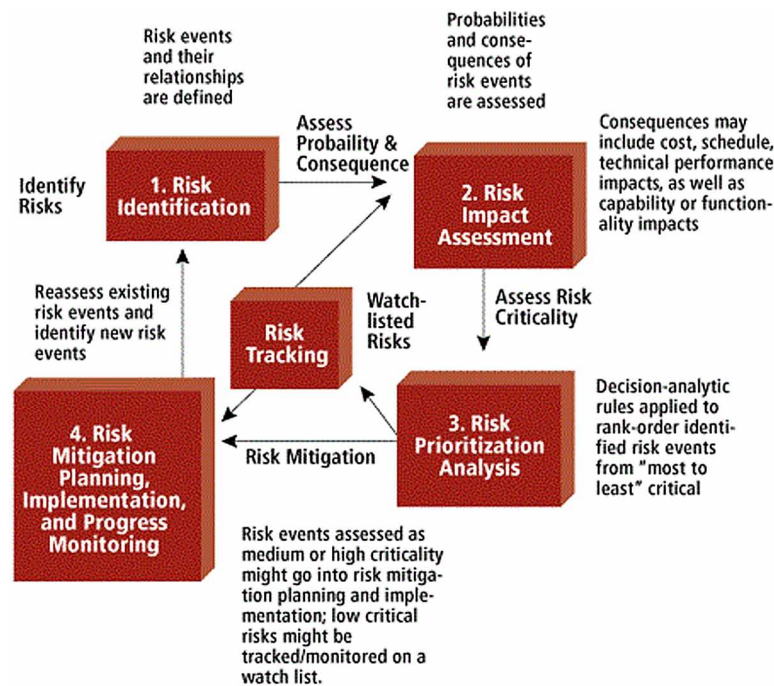 Risk events
and their
relationships
are defined
Probabilities
and conse-
quences of
risk events
are assessed
Assess
Probaility &
Consequence
Consequences may
include cost, schedule,
technical performance
impacts, as well as
capability or function-
ality impacts
Identify
Risks
1. Risk
Identification
2. Risk
Impact
Assessment
Reassess existing
risk events and
identify new risk
events
Risk
Tracking
Watch-
listed
Risks
Assess Risk
Criticality
4. Risk
Mitigation
Planning,
Implementation,
and Progress
Monitoring
Risk Mitigation
3. Risk
Prioritization
Analysis
Decision-analytic
rules applied to
rank-order identi-
fied risk events
from "most to
least" critical
Risk events assessed as
medium or high criticality
might go into risk mitiga-
tion planning and imple-
mentation; low critical
risks might be
tracked/monitored on a
watch list.